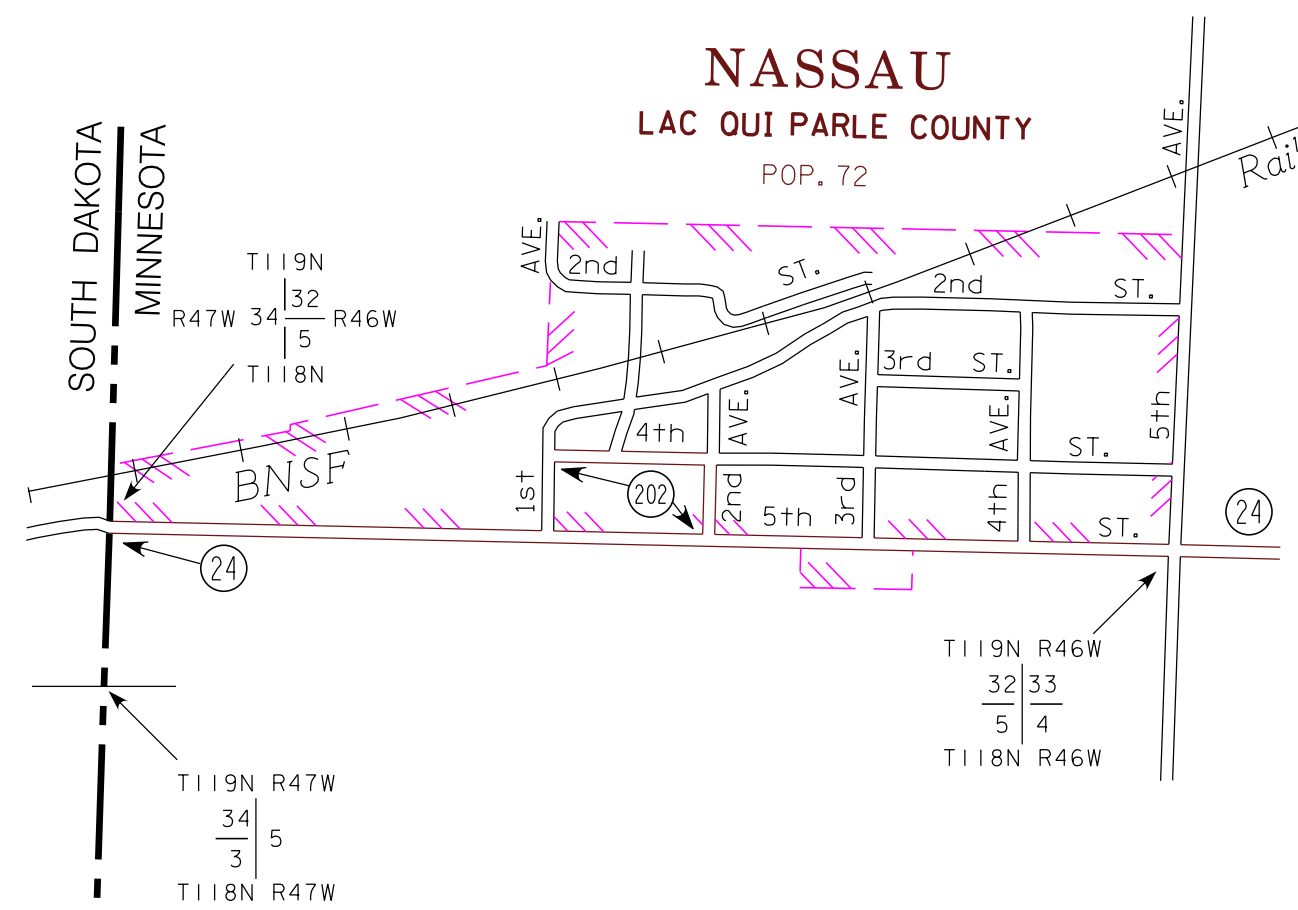 NASSAU
LAC QUI PARLE COUNTY
POP. 72
SOUTH DAKOTA
MINNESOTA
AVE.
AVE.
2nd
ST.
2nd
ST.
T119N
32
R47W 34
R46W
5
T118N
3rd ST.
AVE.
AVE.
AVE.
5th
4th
ST.
BNSF
1st
202
2nd
5th
3rd
4th
ST.
24
24
T119N R46W
32 33
5 4
T118N R46W
T119N R47W
34
5
3
T118N R47W